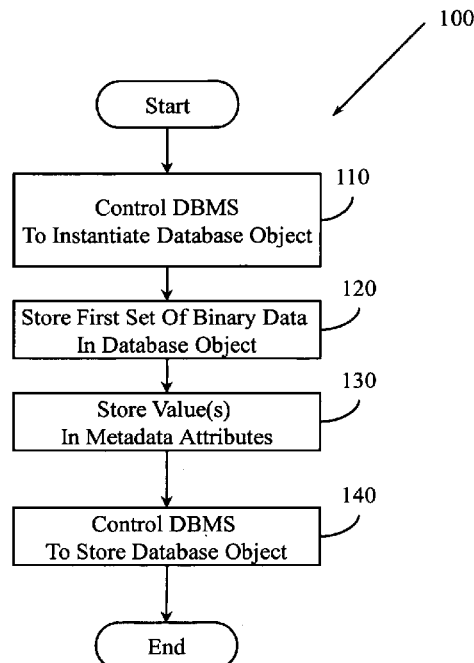 100
Start
110
Control DBMS
To Instantiate Database Object
120
Store First Set Of Binary Data
In Database Object
130
Store Value(s)
In Metadata Attributes
140
Control DBMS
To Store Database Object
End